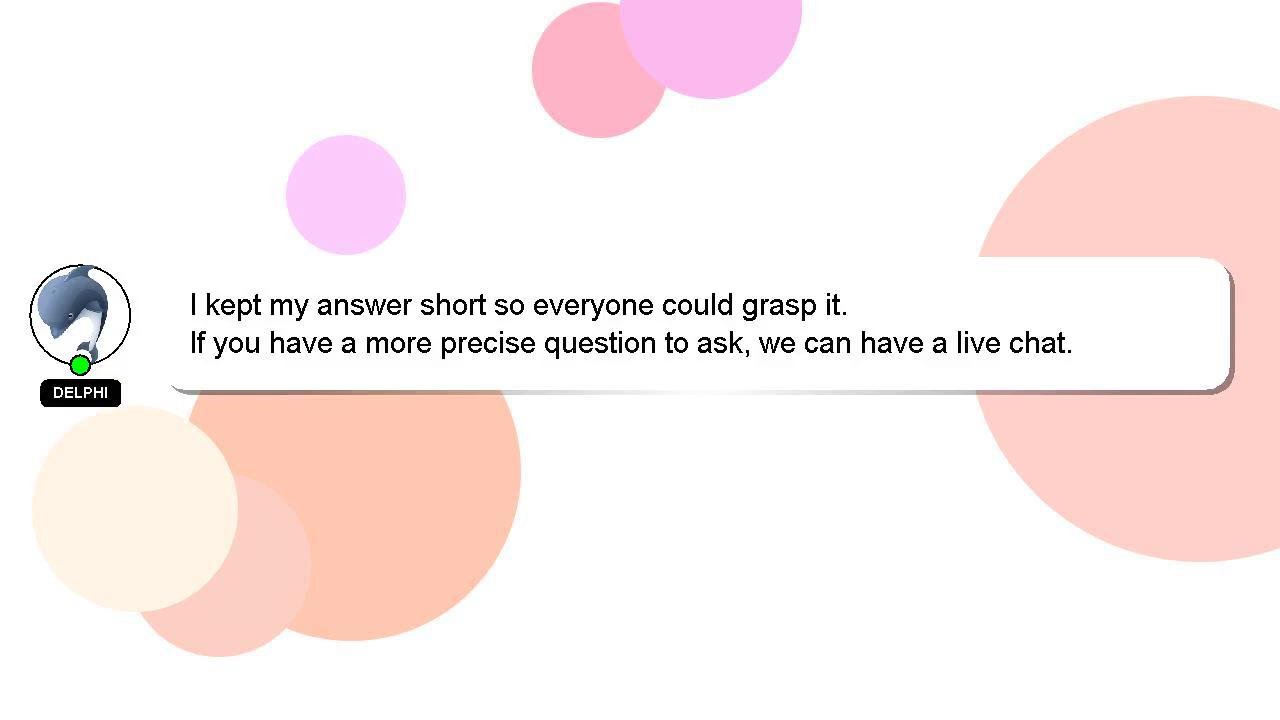 I kept my answer short so everyone could grasp it.
If you have a more precise question to ask, we can have a live chat.
DELPHI